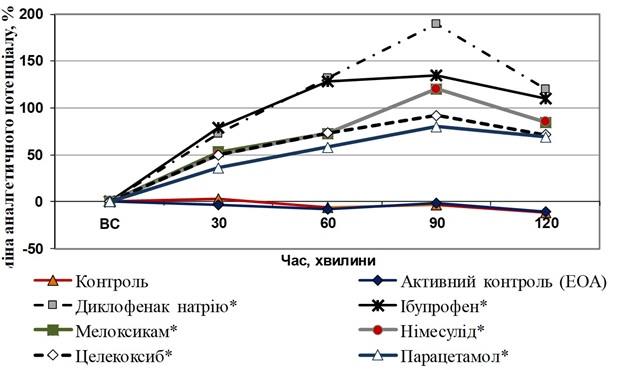 аналгетичного потенціалу, %
200
150
100
50
0
-50
ВС
30
60
90
120
Час, хвилини
Контроль
Активний контроль (ЕОА)
Диклофенак натрію*
Ібупрофен*
Мелоксикам*
Німесулід*
Целекоксиб*
Парацетамол*